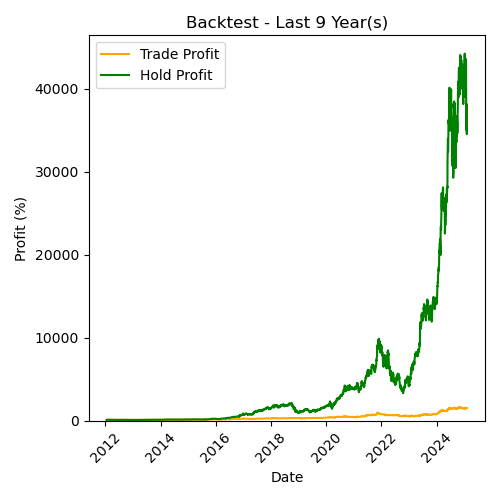 Backtest - Last 9 Year(s)
Trade Profit
Hold Profit
40000
30000
20000
10000
0
Profit (%)
2012
2014
2016
2018
2020
2022
2024
Date